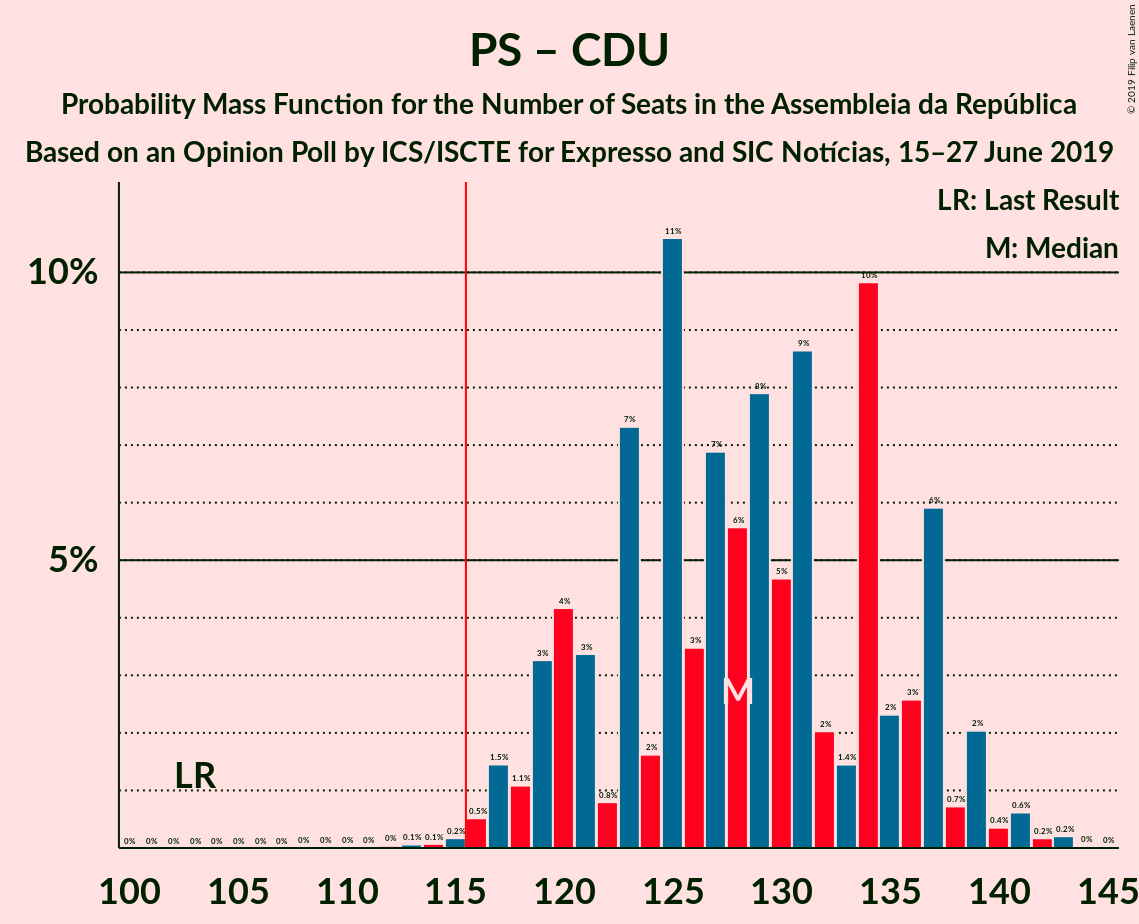 PS – CDU
Probability Mass Function for the Number of Seats in the Assembleia da República
Based on an Opinion Poll by ICS/ISCTE for Expresso and SIC Notícias, 15–27 June 2019
© 2019 Filip van Laenen
LR: Last Result
M: Median
10%
5%
LR
M
0% 0% 0% 0% 0% 0% 0% 0% 0% 0% 0% 0% 0% 0.1% 0.1% 0.2% 0.5% 1.5% 1.1% 3% 4% 3% 0.8% 7% 2% 11% 3% 7% 6% 8% 5% 9% 2% 1.4% 10% 2% 3% 6% 0.7% 2% 0.4% 0.6% 0.2% 0.2% 0% 0%
100 105 110 115 120 125 130 135 140 145